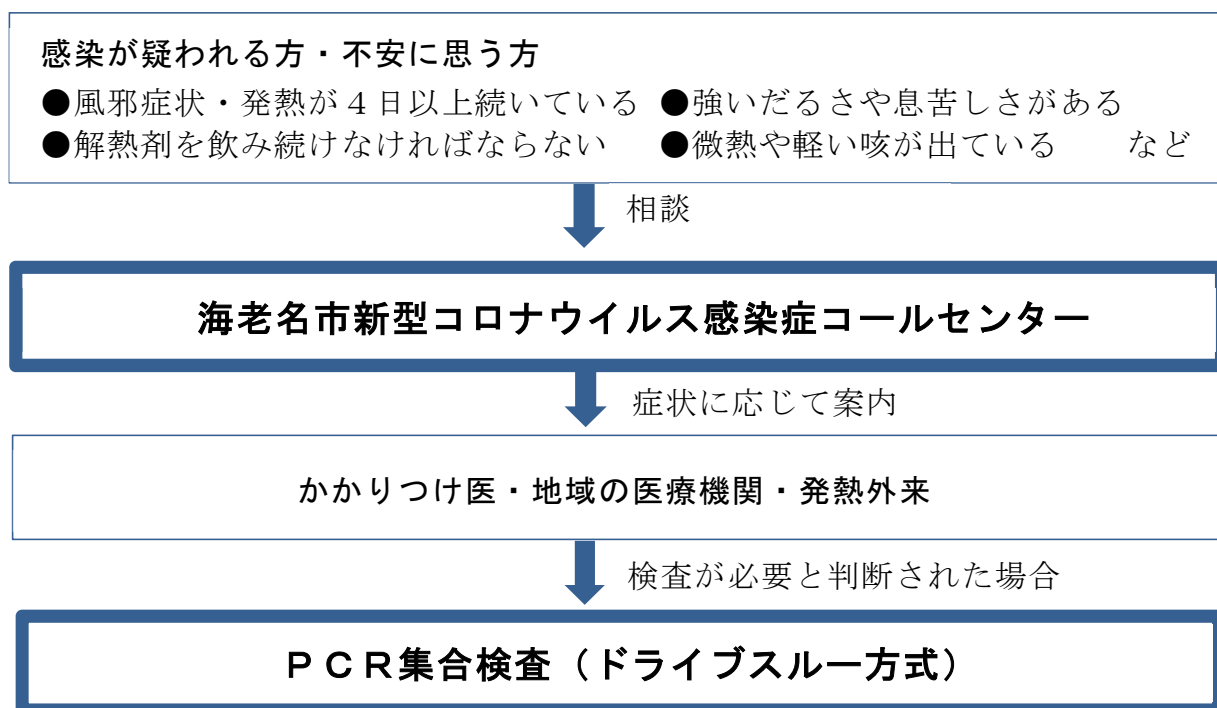 感染が疑われる方・不安に思う方
●風邪症状・発熱が４日以上続いている ●強いだるさや息苦しさがある
●解熱剤を飲み続けなければならない ●微熱や軽い咳が出ている など
相談
海老名市新型コロナウイルス感染症コールセンター
症状に応じて案内
かかりつけ医・地域の医療機関・発熱外来
検査が必要と判断された場合
ＰＣＲ集合検査（ドライブスルー方式）